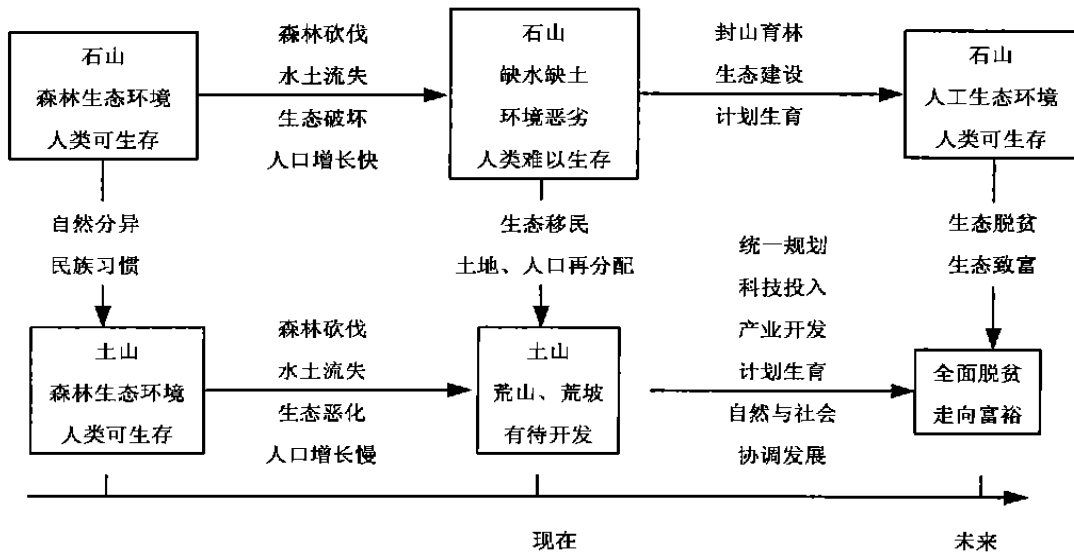 石山
森林生态环境
人类可生存
森林砍伐
水土流失
生态破坏
人口增长快
石山
缺水缺土
环境恶劣
人类难以生存
封山育林
生态建设
计划生育
石山
人工生态环境
人类可生存
自然分异
民族习惯
生态移民
土地、人口再分配
统一规划
科技投入
产业开发
计划生育
自然与社会
协调发展
生态脱贫
生态致富
土山
森林生态环境
人类可生存
森林砍伐
水土流失
生态恶化
人口增长慢
土山
荒山、荒坡
有待开发
全面脱贫
走向富裕
现在
未来